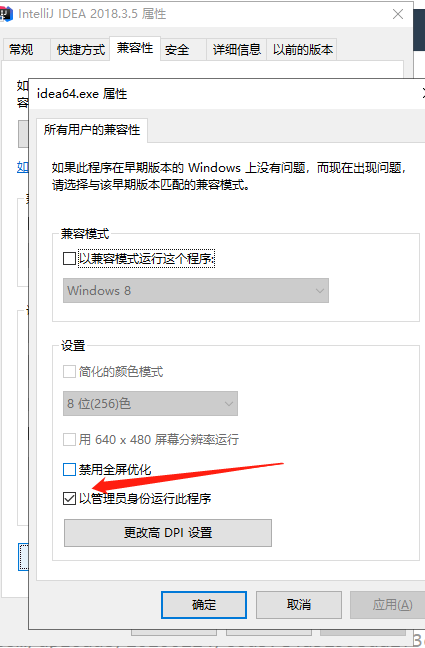 IntelliJ IDEA 2018.3.5 属性
常规 快捷方式 兼容性 安全 详细信息 以前的版本
idea64.exe 属性
所有用户的兼容性
如果此程序在早期版本的 Windows 上没有问题，而现在出现问题，
请选择与该早期版本匹配的兼容模式。
兼容模式
以兼容模式运行这个程序:
Windows 8
设置
简化的颜色模式
8 位(256)色
用 640 x 480 屏幕分辨率运行
禁用全屏优化
以管理员身份运行此程序
更改高 DPI 设置
确定 取消 应用(A)